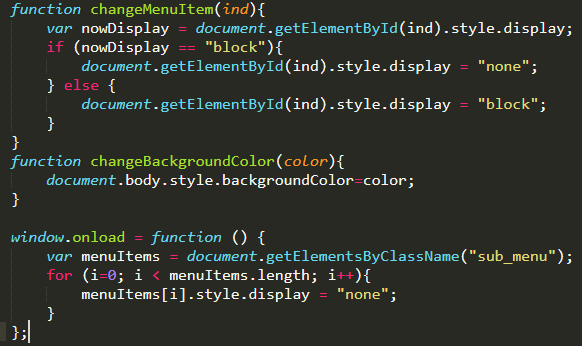 function changeMenuItem(ind){
    var nowDisplay = document.getElementById(ind).style.display;
    if (nowDisplay == "block"){
        document.getElementById(ind).style.display = "none";
    } else {
        document.getElementById(ind).style.display = "block";
    }
}
function changeBackgroundColor(color){
    document.body.style.backgroundColor=color;
}

window.onload = function () {
    var menuItems = document.getElementsByClassName("sub_menu");
    for (i=0; i < menuItems.length; i++){
        menuItems[i].style.display = "none";
    }
};